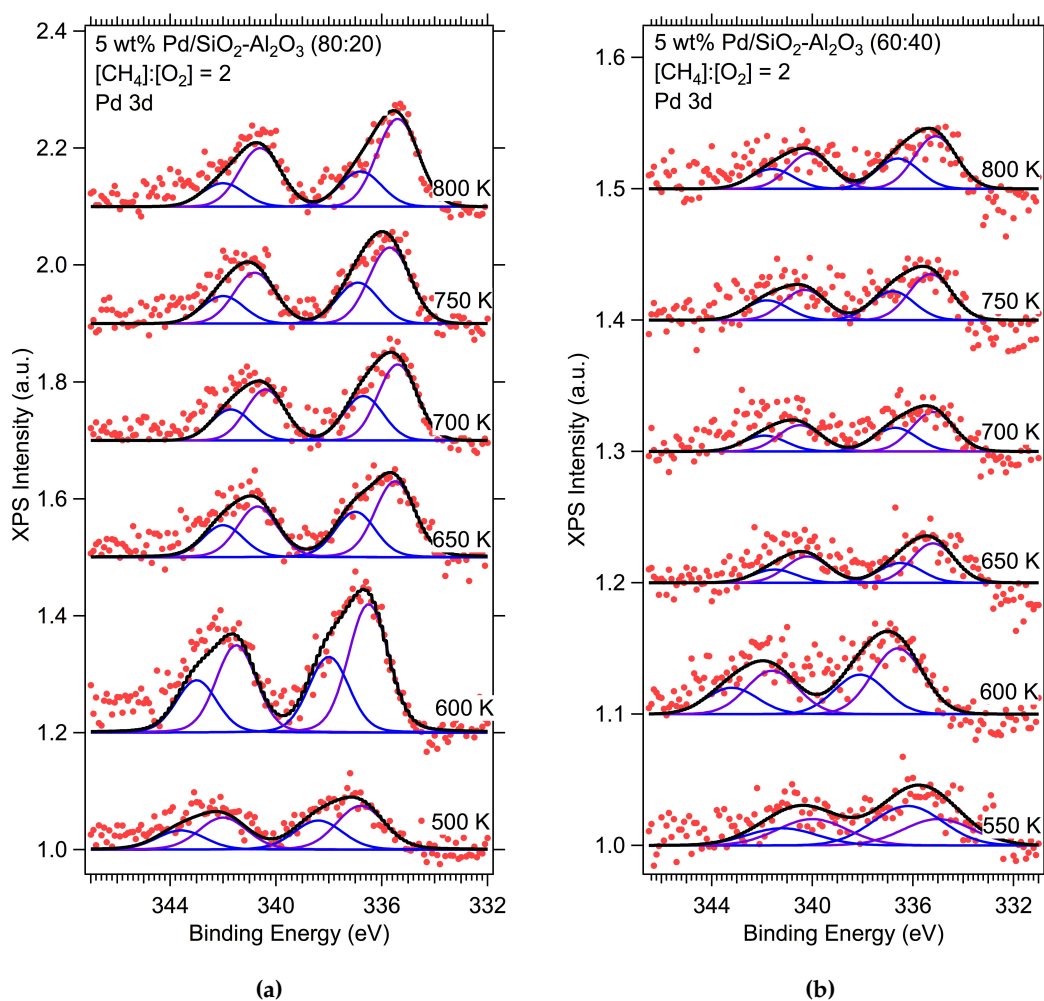 5 wt% Pd/SiO₂-Al₂O₃ (80:20)
[CH₄]:[O₂] = 2
Pd 3d
800 K
750 K
700 K
650 K
600 K
500 K
2.4
2.2
2.0
1.8
1.6
1.4
1.2
1.0
XPS Intensity (a.u.)
344
340
336
332
Binding Energy (eV)
(a)
5 wt% Pd/SiO₂-Al₂O₃ (60:40)
[CH₄]:[O₂] = 2
Pd 3d
800 K
750 K
700 K
650 K
600 K
550 K
1.6
1.5
1.4
1.3
1.2
1.1
1.0
XPS Intensity (a.u.)
344
340
336
332
Binding Energy (eV)
(b)